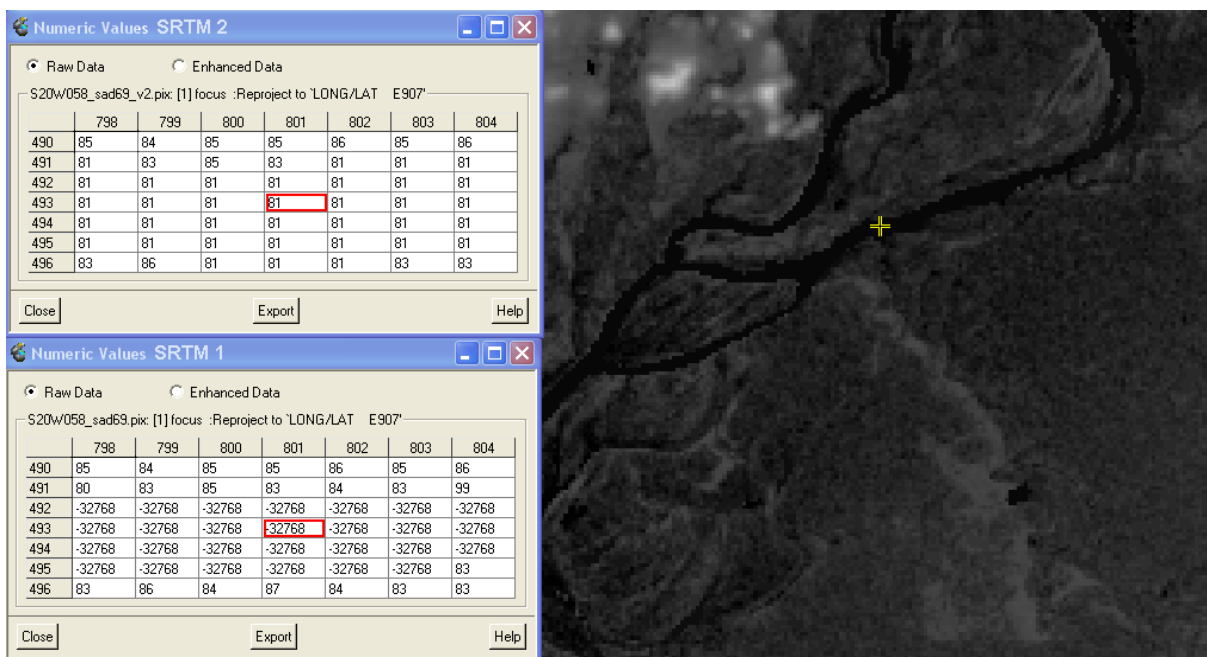 Numeric Values SRTM 2
Raw Data Enhanced Data
S20W058_sad69_v2.pix: [1] focus :Reproject to `LONG/LAT E907'
798 799 800 801 802 803 804
490 85 84 85 85 86 85 86
491 81 83 85 83 81 81 81
492 81 81 81 81 81 81 81
493 81 81 81 81 81 81 81
494 81 81 81 81 81 81 81
495 81 81 81 81 81 81 81
496 83 86 81 81 81 83 83
Close Export Help
Numeric Values SRTM 1
Raw Data Enhanced Data
S20W058_sad69.pix: [1] focus :Reproject to `LONG/LAT E907'
798 799 800 801 802 803 804
490 85 84 85 85 86 85 86
491 80 83 85 83 84 83 99
492 -32768 -32768 -32768 -32768 -32768 -32768 -32768
493 -32768 -32768 -32768 -32768 -32768 -32768 -32768
494 -32768 -32768 -32768 -32768 -32768 -32768 -32768
495 -32768 -32768 -32768 -32768 -32768 -32768 83
496 83 86 84 87 84 83 83
Close Export Help